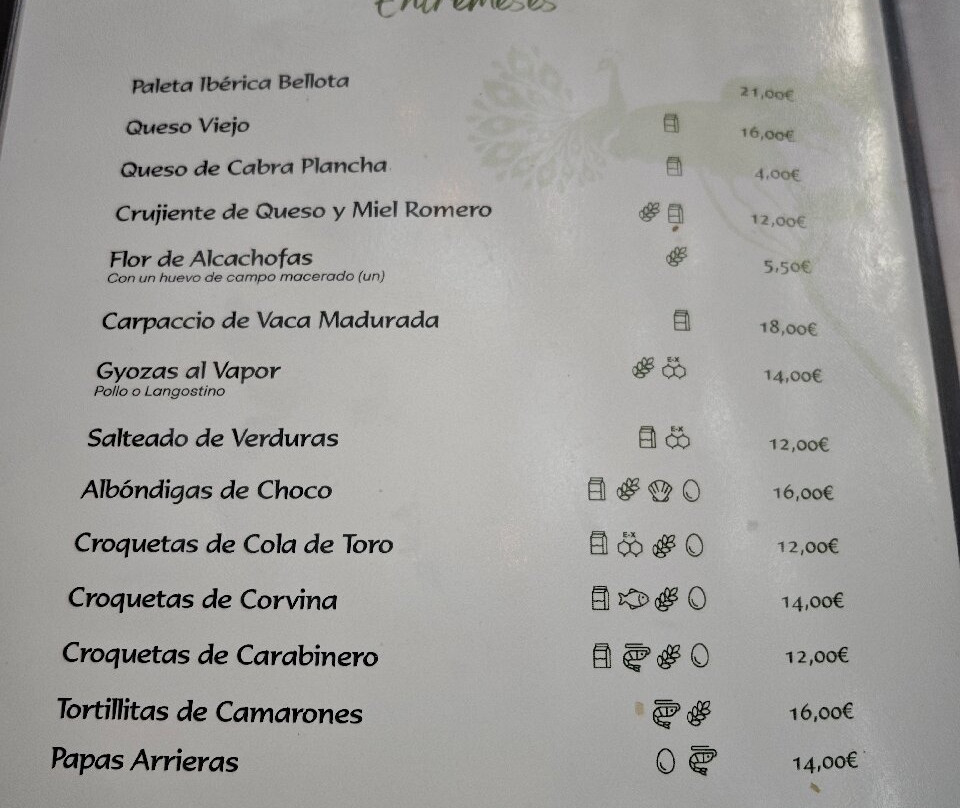 Entremeses
Paleta Ibérica Bellota 21,00€
Queso Viejo 16,00€
Queso de Cabra Plancha 4,00€
Crujiente de Queso y Miel Romero 12,00€
Flor de Alcachofas 5,50€
Con un huevo de campo macerado (un)
Carpaccio de Vaca Madurada 18,00€
Gyozas al Vapor E-X 14,00€
Pollo o Langostino
Salteado de Verduras E-X 12,00€
Albóndigas de Choco 16,00€
Croquetas de Cola de Toro E-X 12,00€
Croquetas de Corvina 14,00€
Croquetas de Carabinero 12,00€
Tortillitas de Camarones 16,00€
Papas Arrieras 14,00€